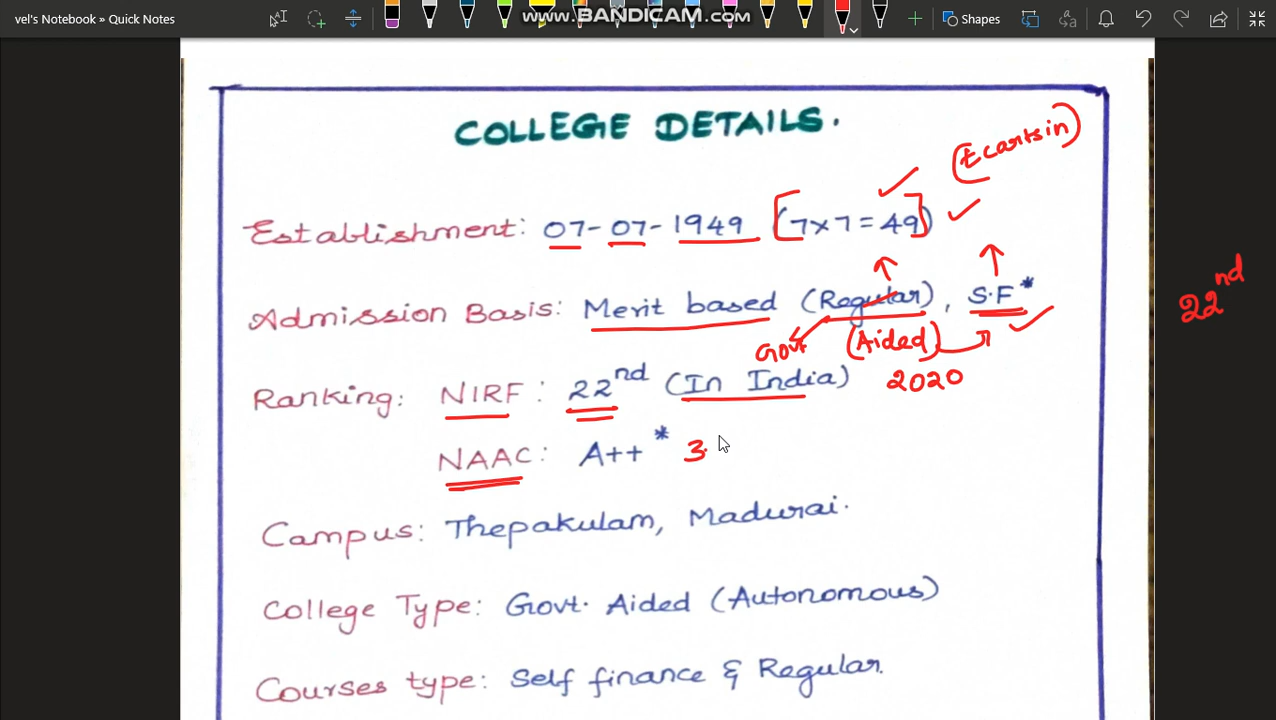 vel's Notebook » Quick Notes
www.BANDICAM.com
Shapes
COLLEGE DETAILS.
(Ecartsin)
Establishment: 07-07-1949 [(7x7=49)]
22nd
Admission Basis: Merit based (Regular), S.F*
Govt (Aided)
Ranking: NIRF: 22nd (In India) 2020
NAAC: A++* 3.
Campus: Thepakulam, Madurai.
College Type: Govt. Aided (Autonomous)
Courses type: Self finance & Regular.